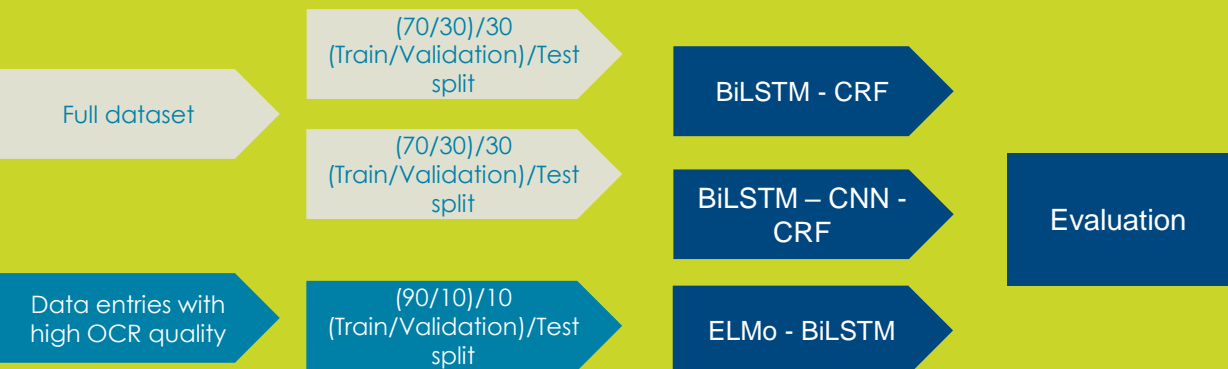 Full dataset
Data entries with
high OCR quality
(70/30)/30
(Train/Validation)/Test
split
(70/30)/30
(Train/Validation)/Test
split
(90/10)/10
(Train/Validation)/Test
split
BiLSTM - CRF
BiLSTM – CNN -
CRF
ELMo - BiLSTM
Evaluation